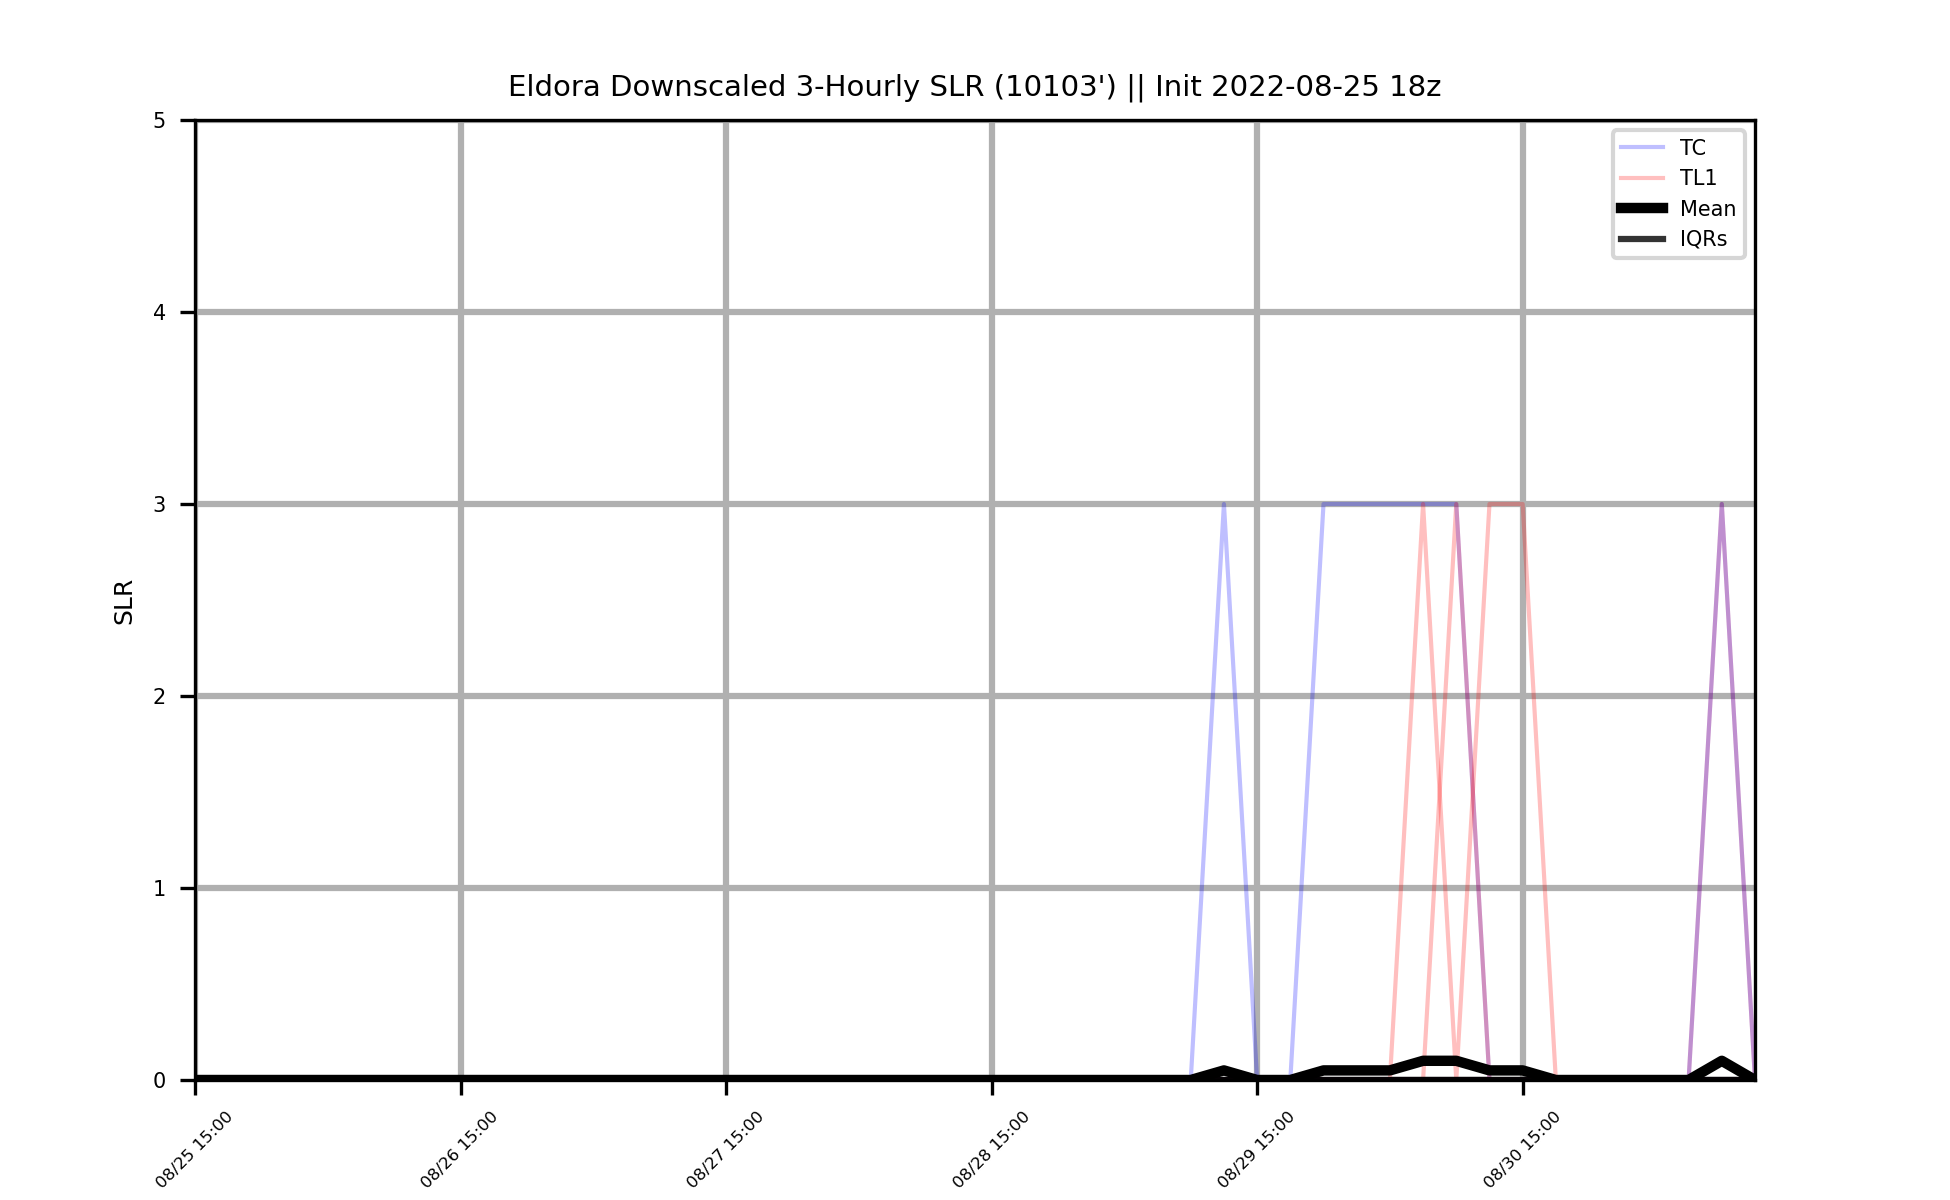 Eldora Downscaled 3-Hourly SLR (10103') || Init 2022-08-25 18z
5
4
3
2
1
0
SLR
TC
TL1
Mean
IQRs
08/25 15:00
08/26 15:00
08/27 15:00
08/28 15:00
08/29 15:00
08/30 15:00